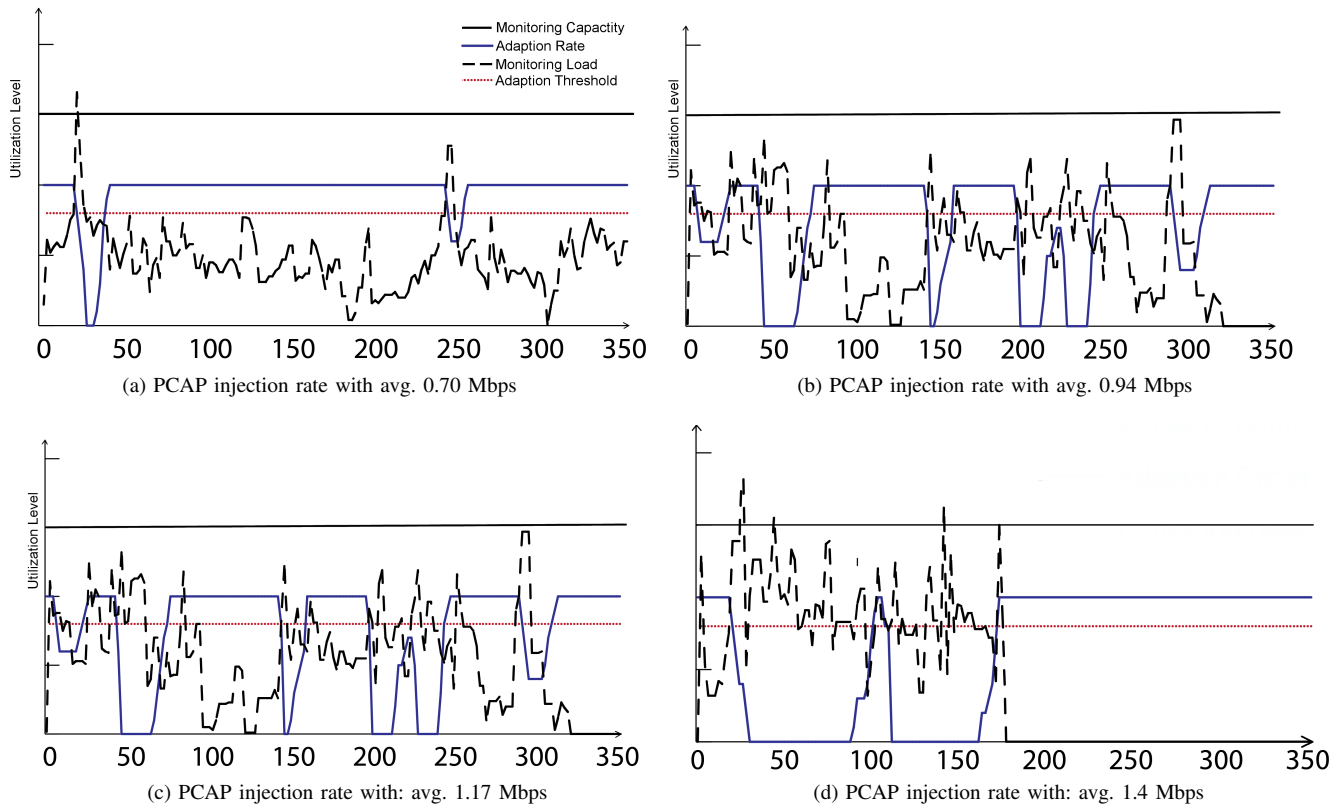 Monitoring Capactity
Adaption Rate
Monitoring Load
Adaption Threshold
Utilization Level
0 50 100 150 200 250 300 350
(a) PCAP injection rate with avg. 0.70 Mbps
Utilization Level
0 50 100 150 200 250 300 350
(b) PCAP injection rate with avg. 0.94 Mbps
Utilization Level
0 50 100 150 200 250 300 350
(c) PCAP injection rate with: avg. 1.17 Mbps
0 50 100 150 200 250 300 350
(d) PCAP injection rate with: avg. 1.4 Mbps